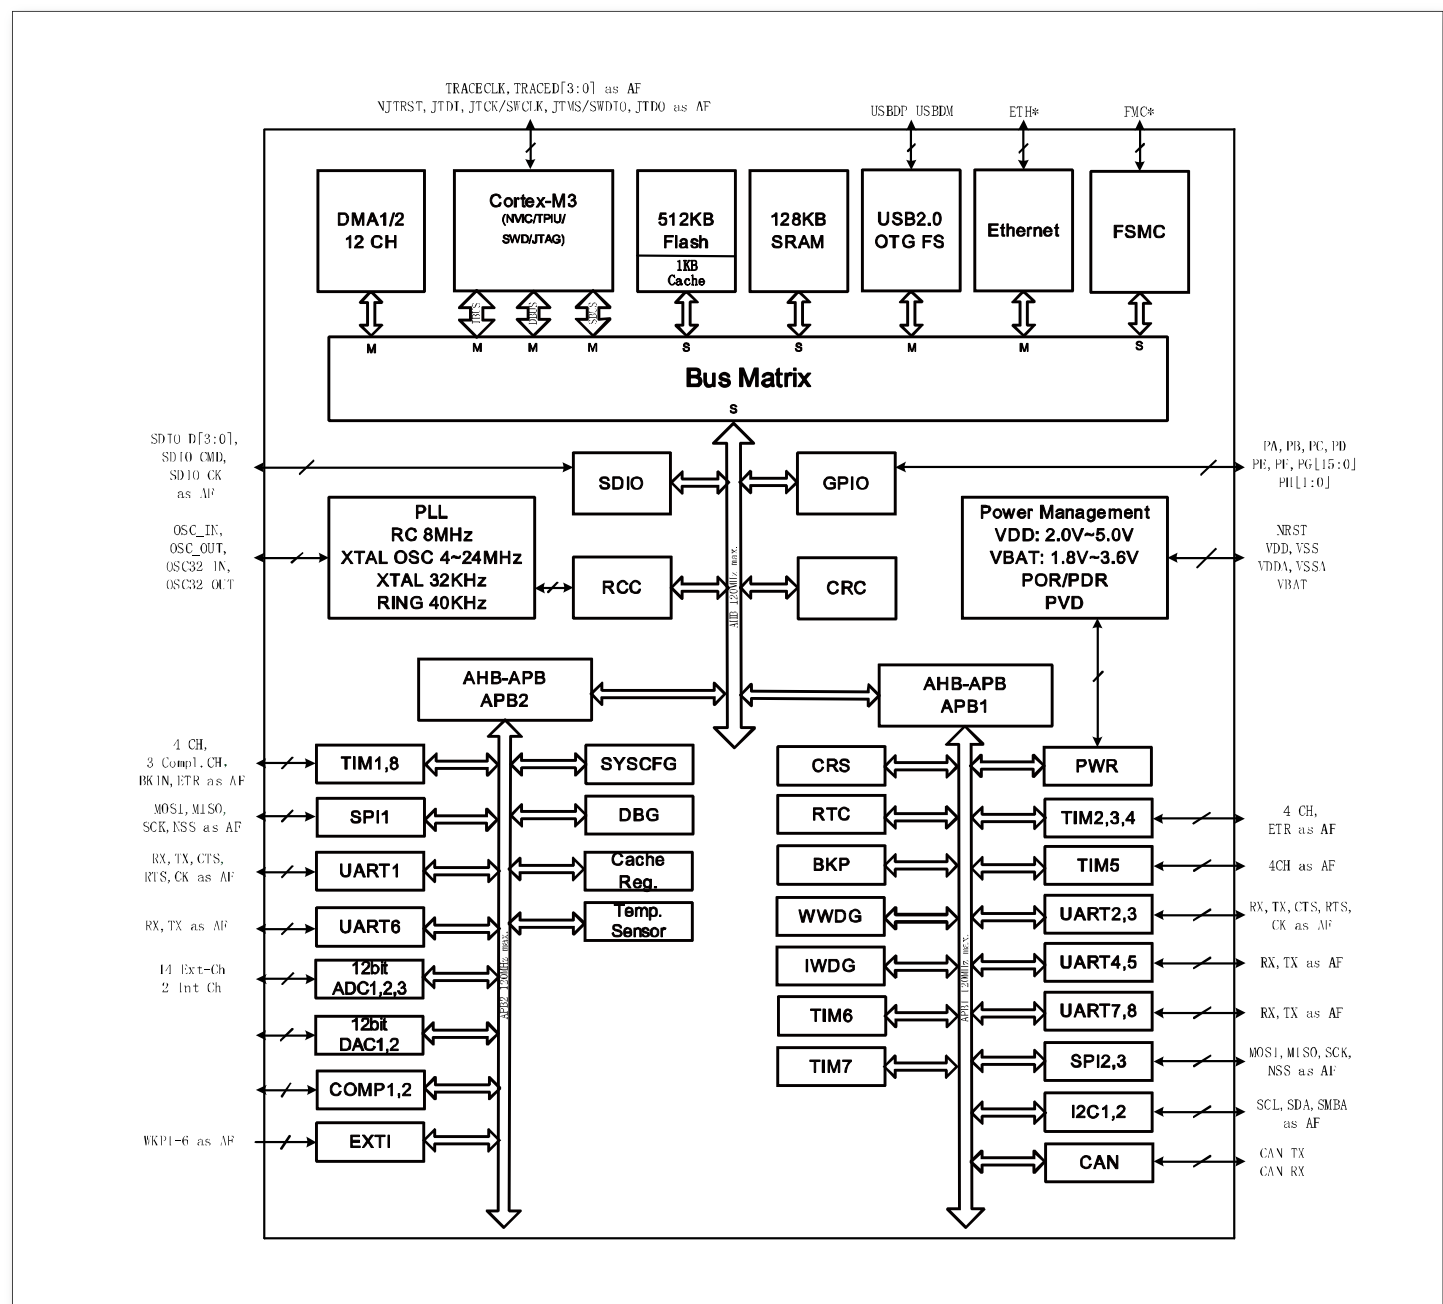 TRACECLK, TRACED[3:0] as AF
NJTRST, JTDI, JTCK/SWCLK, JTMS/SWDIO, JTDO as AF
USBDP USBDM
ETH*
FMC*
DMA1/2
12 CH
Cortex-M3
(NVIC/TPIU/
SWD/JTAG)
512KB
Flash
1KB
Cache
128KB
SRAM
USB2.0
OTG FS
Ethernet
FSMC
IBUS
DBUS
SBUS
M
M
M
M
S
S
M
M
S
Bus Matrix
S
SDIO D[3:0],
SDIO CMD,
SDIO CK
as AF
SDIO
GPIO
PA, PB, PC, PD
PE, PF, PG[15:0]
PH[1:0]
OSC_IN,
OSC_OUT,
OSC32 IN,
OSC32 OUT
PLL
RC 8MHz
XTAL OSC 4~24MHz
XTAL 32KHz
RING 40KHz
RCC
AHB 120MHz max.
CRC
Power Management
VDD: 2.0V~5.0V
VBAT: 1.8V~3.6V
POR/PDR
PVD
NRST
VDD, VSS
VDDA, VSSA
VBAT
AHB-APB
APB2
AHB-APB
APB1
4 CH,
3 Compl.CH,
BKIN, ETR as AF
TIM1,8
SYSCFG
MOSI, MISO,
SCK, NSS as AF
SPI1
DBG
RX, TX, CTS,
RTS, CK as AF
UART1
Cache
Reg.
RX, TX as AF
UART6
Temp.
Sensor
14 Ext-Ch
2 Int Ch
12bit
ADC1,2,3
12bit
DAC1,2
COMP1,2
WKP1-6 as AF
EXTI
APB2 120MHz max.
CRS
PWR
RTC
TIM2,3,4
4 CH,
ETR as AF
BKP
TIM5
4CH as AF
WWDG
UART2,3
RX, TX, CTS, RTS,
CK as AF
IWDG
UART4,5
RX, TX as AF
TIM6
UART7,8
RX, TX as AF
TIM7
SPI2,3
MOSI, MISO, SCK,
NSS as AF
I2C1,2
SCL, SDA, SMBA
as AF
CAN
CAN TX
CAN RX
APB1 120MHz max.